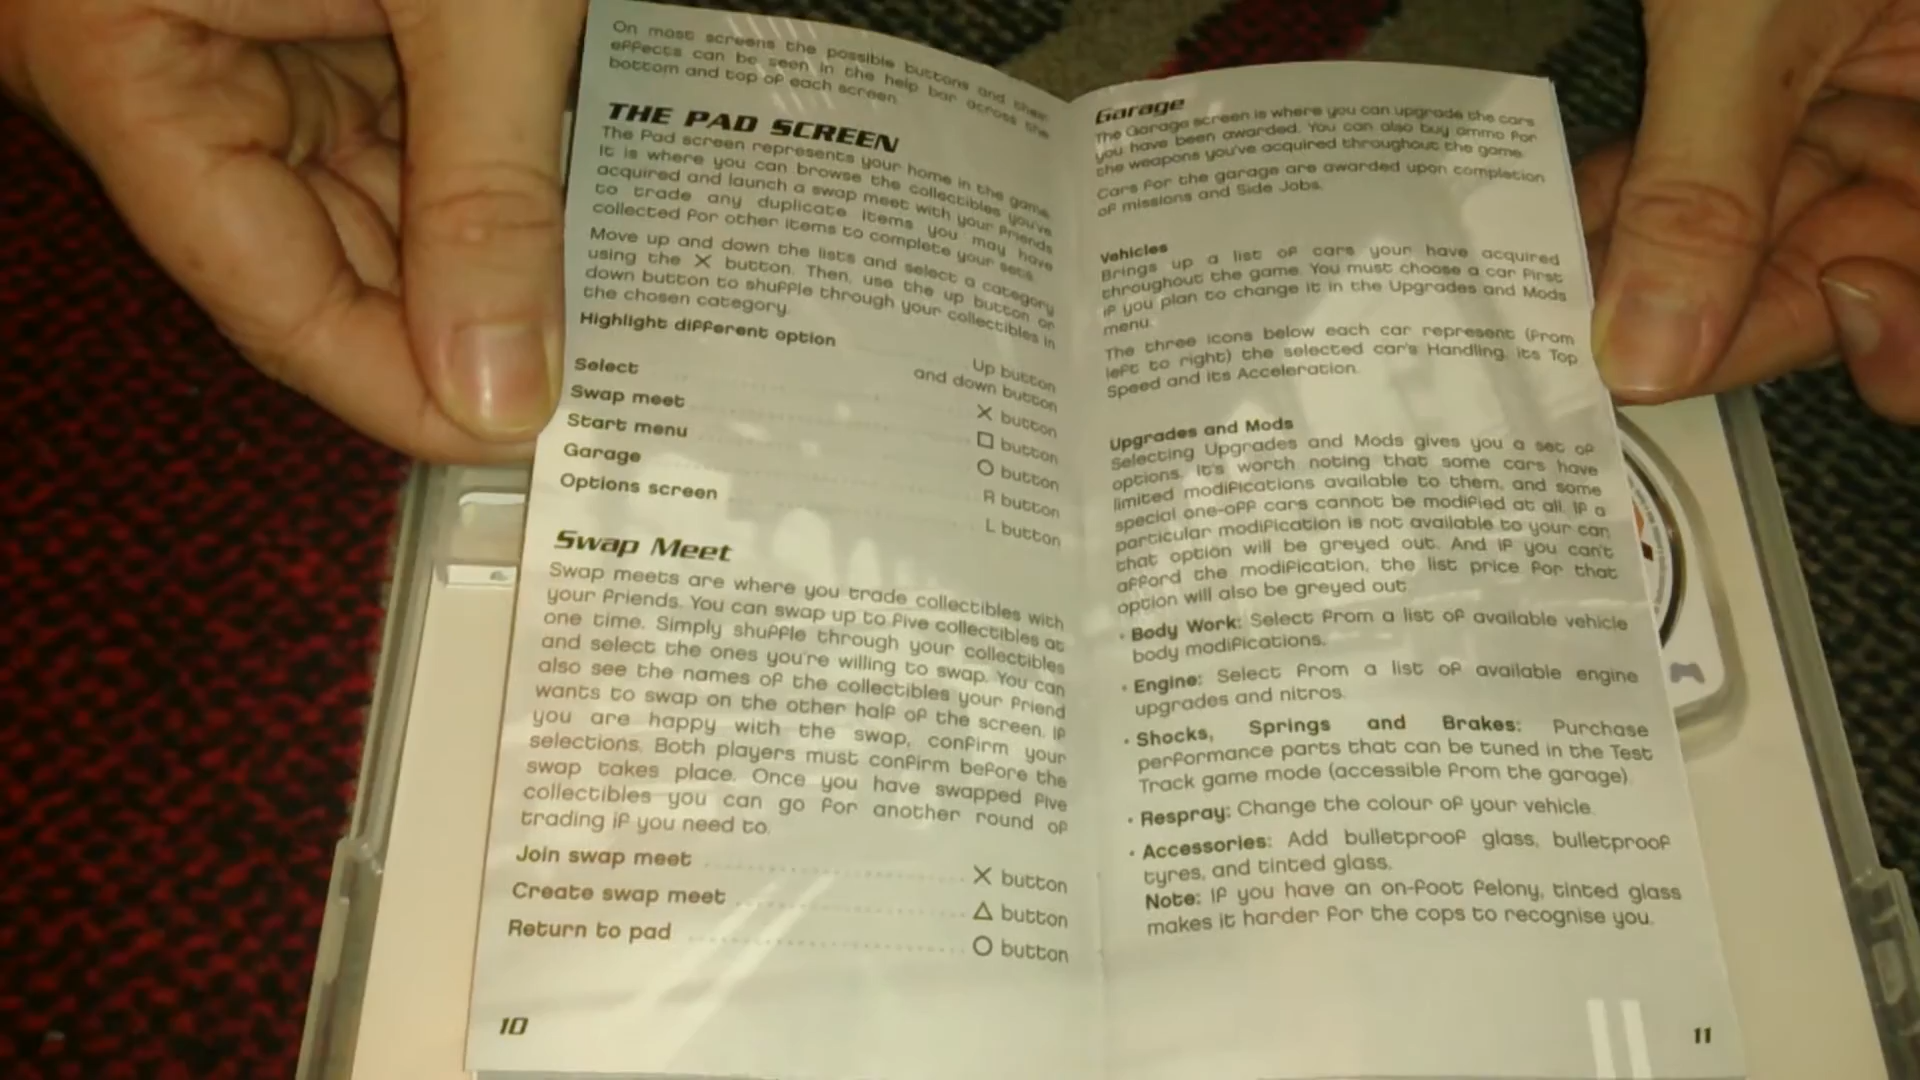 On most screens the possible buttons and their
effects can be seen in the help bar across the
bottom and top of each screen.
THE PAD SCREEN
The Pad screen represents your home in the game.
It is where you can browse the collectibles you've
acquired and launch a swap meet with your friends
to trade any duplicate items you may have
collected for other items to complete your sets.
Move up and down the lists and select a category
using the X button. Then, use the up button or
down button to shuffle through your collectibles in
the chosen category.
Highlight different option Up button
and down button
Select X button
Swap meet □ button
Start menu O button
Garage R button
Options screen L button
Swap Meet
Swap meets are where you trade collectibles with
your friends. You can swap up to five collectibles at
one time. Simply shuffle through your collectibles
and select the ones you're willing to swap. You can
also see the names of the collectibles your friend
wants to swap on the other half of the screen. If
you are happy with the swap, confirm your
selections. Both players must confirm before the
swap takes place. Once you have swapped five
collectibles you can go for another round of
trading if you need to.
Join swap meet X button
Create swap meet △ button
Return to pad O button
10
Garage
The Garage screen is where you can upgrade the cars
you have been awarded. You can also buy ammo for
the weapons you've acquired throughout the game.
Cars for the garage are awarded upon completion
of missions and Side Jobs.
Vehicles
Brings up a list of cars your have acquired
throughout the game. You must choose a car first
if you plan to change it in the Upgrades and Mods
menu.
The three icons below each car represent (from
left to right) the selected car's Handling, its Top
Speed and its Acceleration.
Upgrades and Mods
Selecting Upgrades and Mods gives you a set of
options. It's worth noting that some cars have
limited modifications available to them, and some
special one-off cars cannot be modified at all. If a
particular modification is not available to your car,
that option will be greyed out. And if you can't
afford the modification, the list price for that
option will also be greyed out.
• Body Work: Select from a list of available vehicle
body modifications.
• Engine: Select from a list of available engine
upgrades and nitros.
• Shocks, Springs and Brakes: Purchase
performance parts that can be tuned in the Test
Track game mode (accessible from the garage).
• Respray: Change the colour of your vehicle.
• Accessories: Add bulletproof glass, bulletproof
tyres, and tinted glass.
Note: If you have an on-foot felony, tinted glass
makes it harder for the cops to recognise you.
11